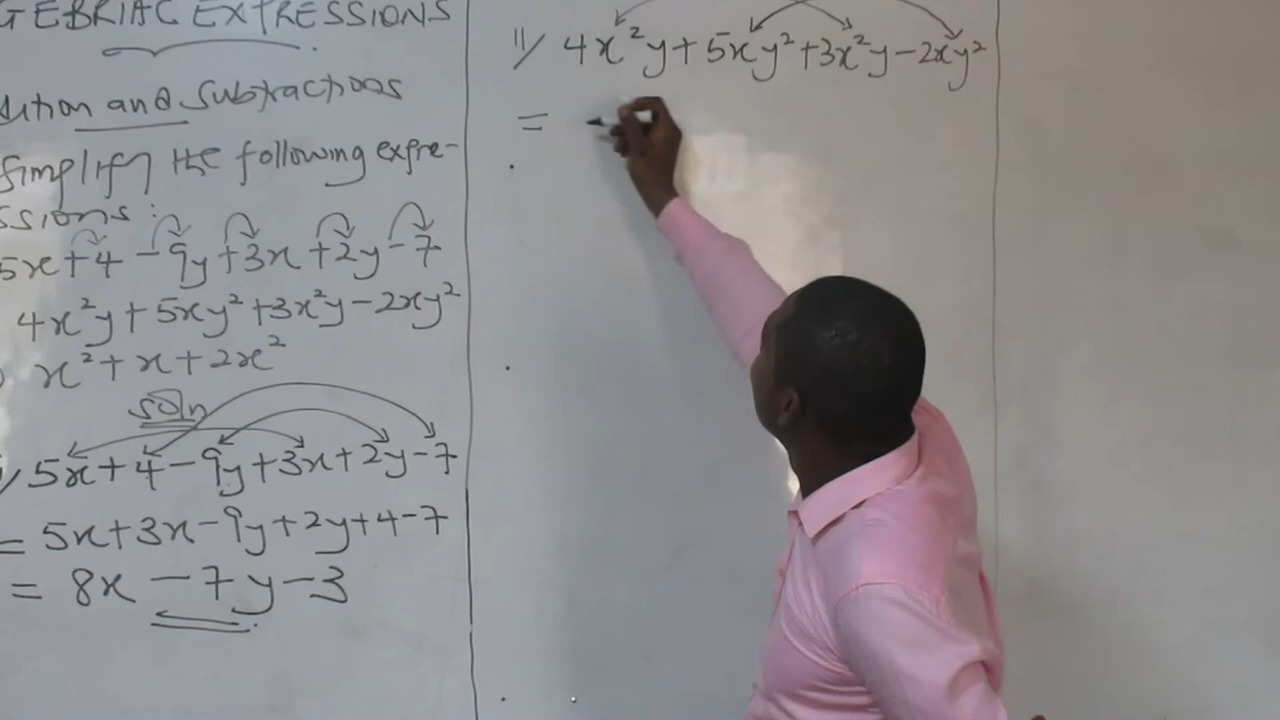 GEBRIAC EXPRESSIONS
ition and Subtractions
Simplify the following expre-
ssions:
5x+4-9y+3x+2y-7
4x²y+5xy²+3x²y-2xy²
x²+x+2x²
soln
5x+4-9y+3x+2y-7
=5x+3x-9y+2y+4-7
=8x-7y-3
ii/ 4x²y+5xy²+3x²y-2xy²
=